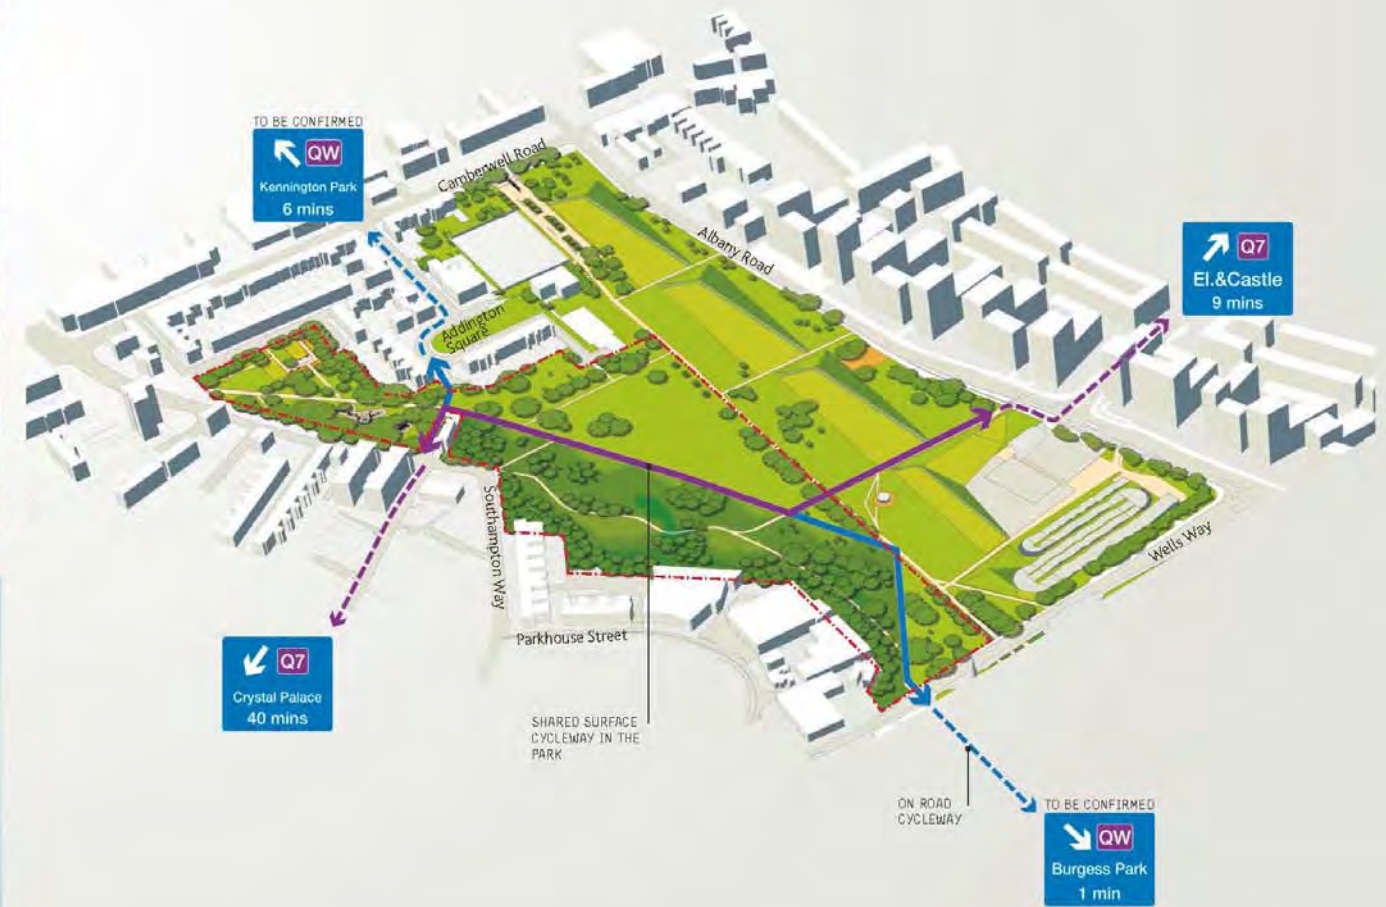 TO BE CONFIRMED
QW
Kennington Park
6 mins
Camberwell Road
Albany Road
Q7
El.&Castle
9 mins
Addington
Square
Southampton Way
Wells Way
Parkhouse Street
Q7
Crystal Palace
40 mins
SHARED SURFACE
CYCLEWAY IN THE
PARK
ON ROAD
CYCLEWAY
TO BE CONFIRMED
QW
Burgess Park
1 min